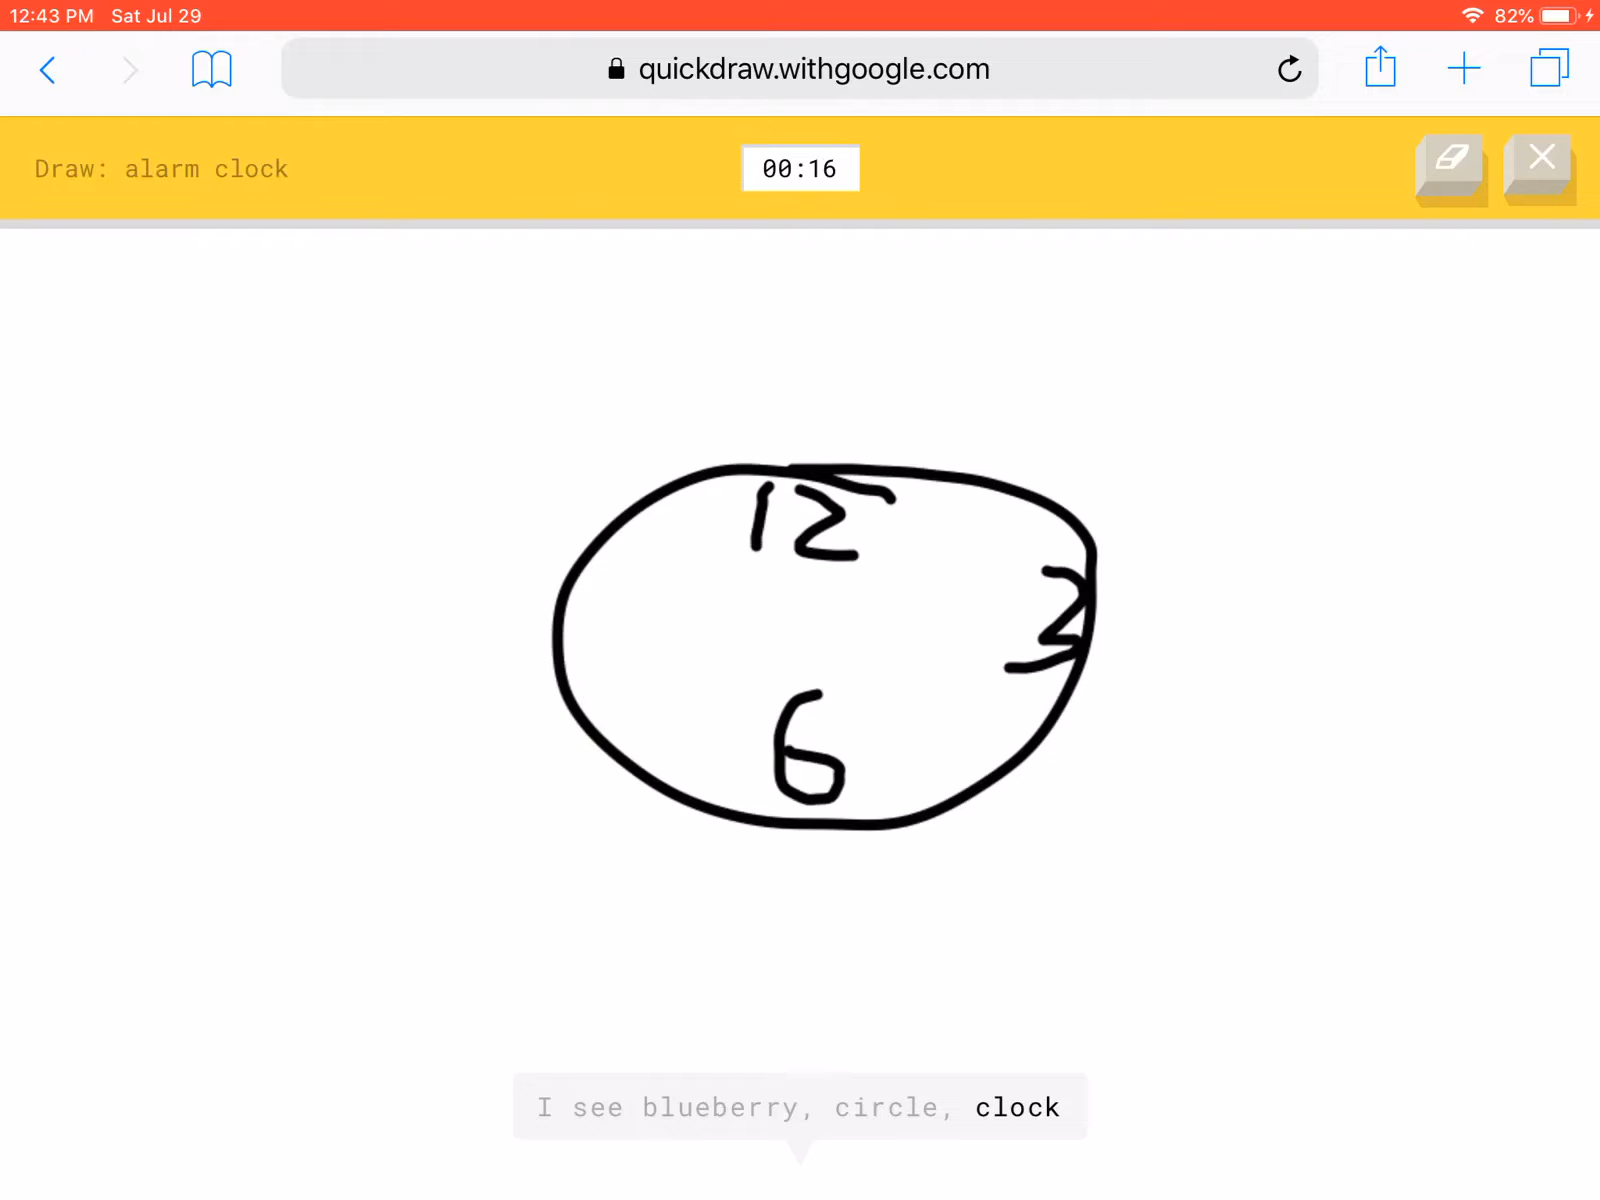 12:43 PM Sat Jul 29 82%
quickdraw.withgoogle.com
Draw: alarm clock 00:16
12
3
6
I see blueberry, circle, clock